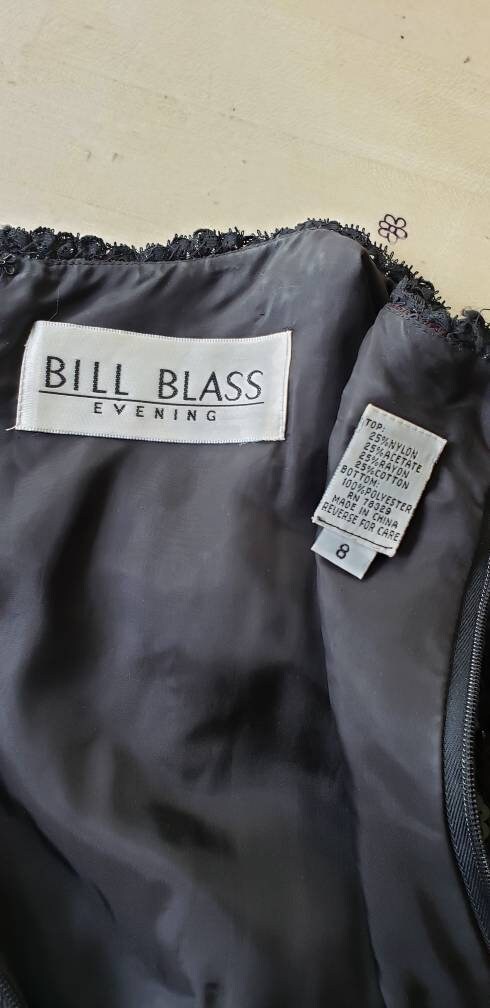 BILL BLASS
EVENING
TOP:
25%NYLON
25%ACETATE
25%RAYON
25%COTTON
BOTTOM:
100%POLYESTER
RN 78329
MADE IN CHINA
REVERSE FOR CARE
8